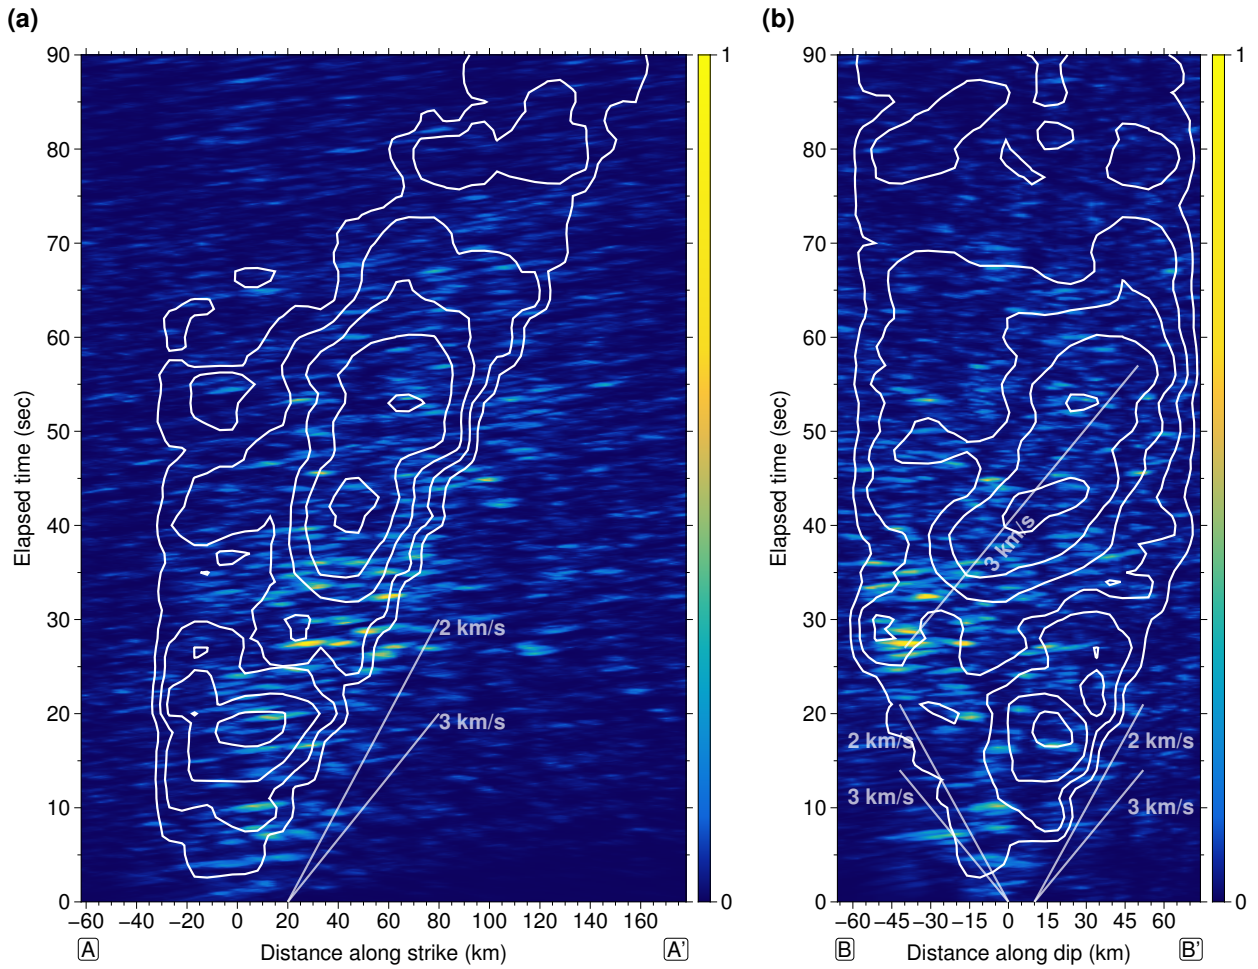 (a)
(b)
90
80
70
60
50
40
30
20
10
0
Elapsed time (sec)
−60 −40 −20 0 20 40 60 80 100 120 140 160
A Distance along strike (km) A'
2 km/s
3 km/s
1
0
90
80
70
60
50
40
30
20
10
0
Elapsed time (sec)
−60 −45 −30 −15 0 15 30 45 60
B Distance along dip (km) B'
3 km/s
2 km/s
2 km/s
3 km/s
3 km/s
1
0